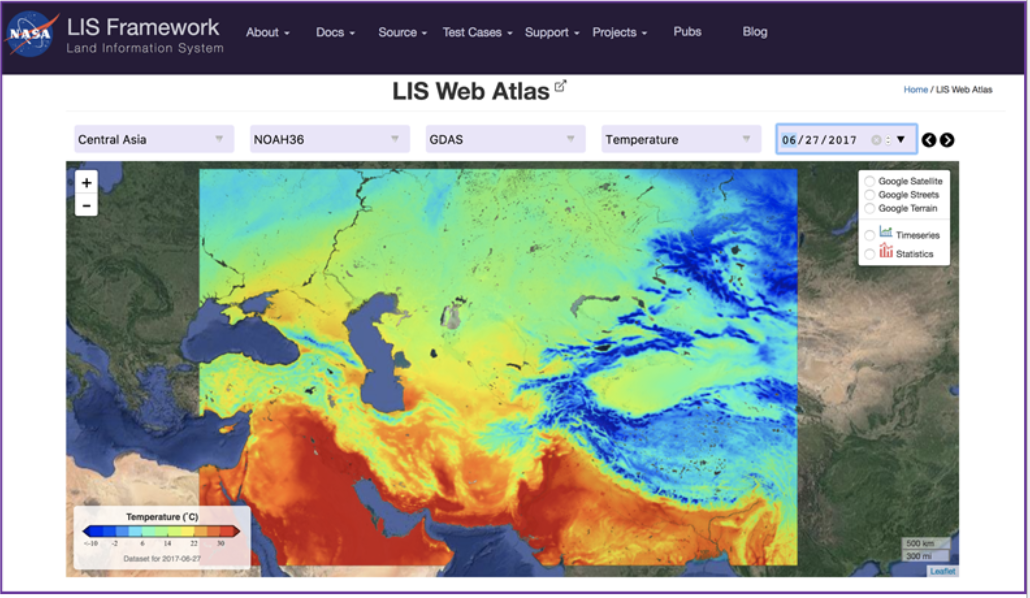 NASA
LIS Framework
Land Information System
About Docs Source Test Cases Support Projects Pubs Blog
LIS Web Atlas
Home / LIS Web Atlas
Central Asia NOAH36 GDAS Temperature 06/27/2017
+
−
Google Satellite
Google Streets
Google Terrain
Timeseries
Statistics
Temperature (˚C)
<-10 -2 6 14 22 30
Dataset for 2017-06-27
500 km
300 mi
Leaflet